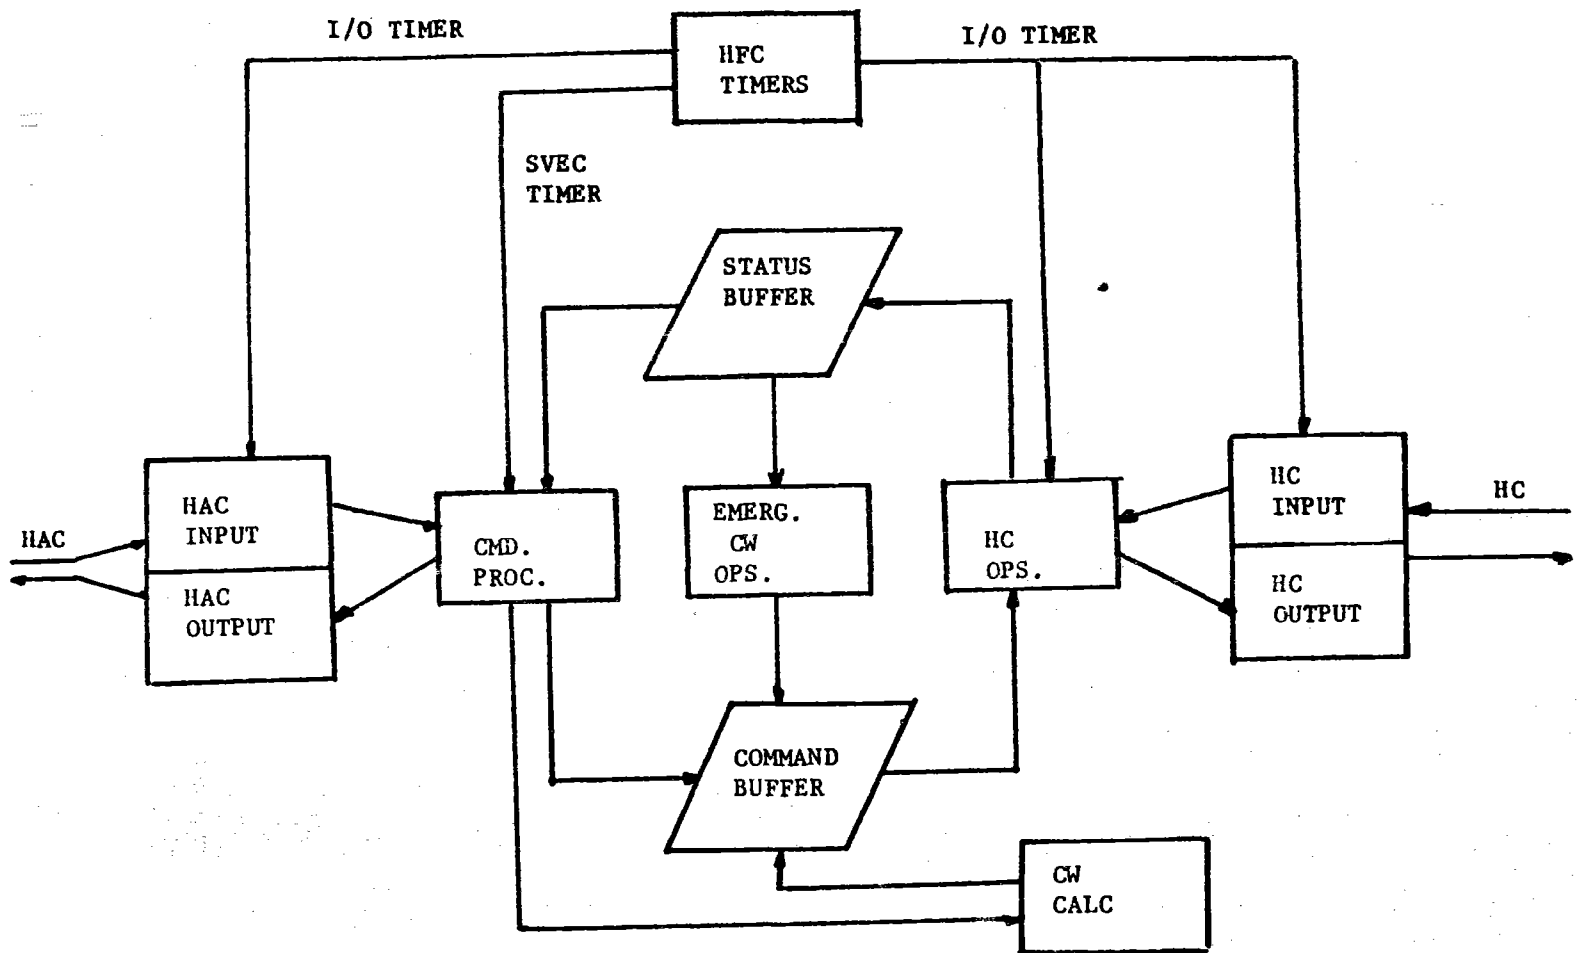 I/O TIMER
HFC
TIMERS
I/O TIMER
SVEC
TIMER
STATUS
BUFFER
HAC
HAC
INPUT
HAC
OUTPUT
CMD.
PROC.
EMERG.
CW
OPS.
HC
OPS.
HC
INPUT
HC
OUTPUT
HC
COMMAND
BUFFER
CW
CALC